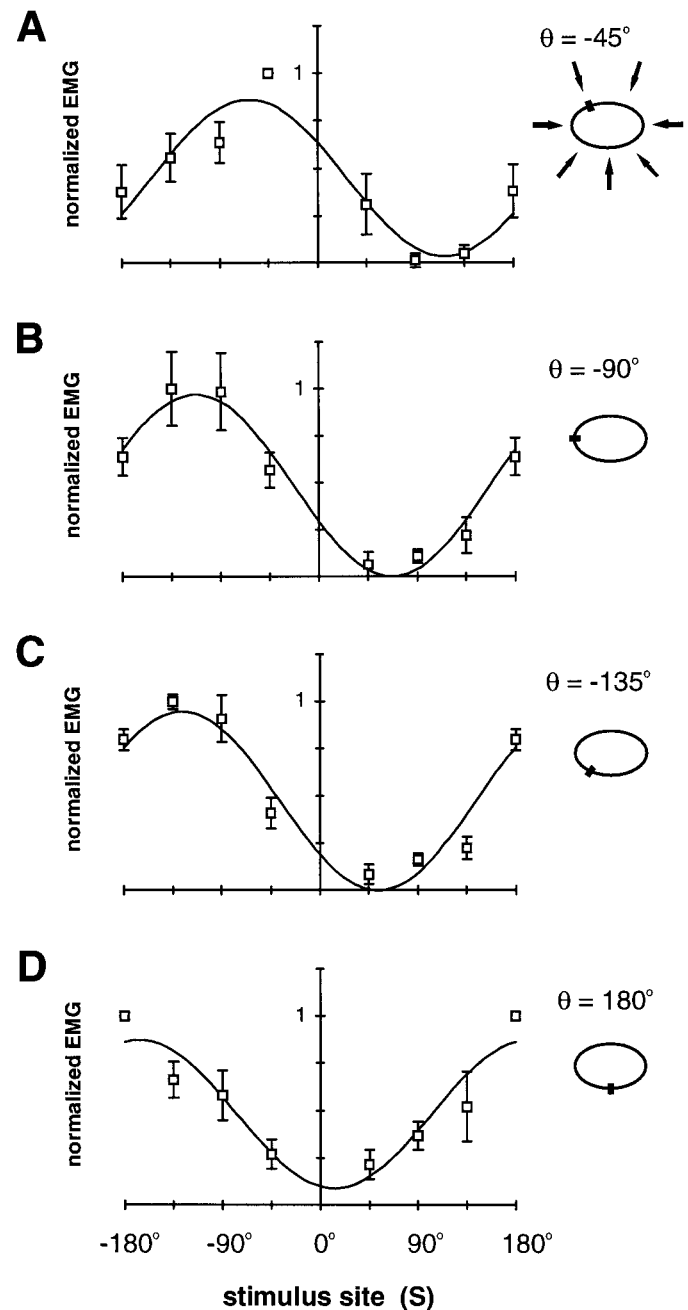 A
normalized EMG
1
θ = -45°
B
normalized EMG
1
θ = -90°
C
normalized EMG
1
θ = -135°
D
normalized EMG
1
θ = 180°
-180° -90° 0° 90° 180°
stimulus site (S)